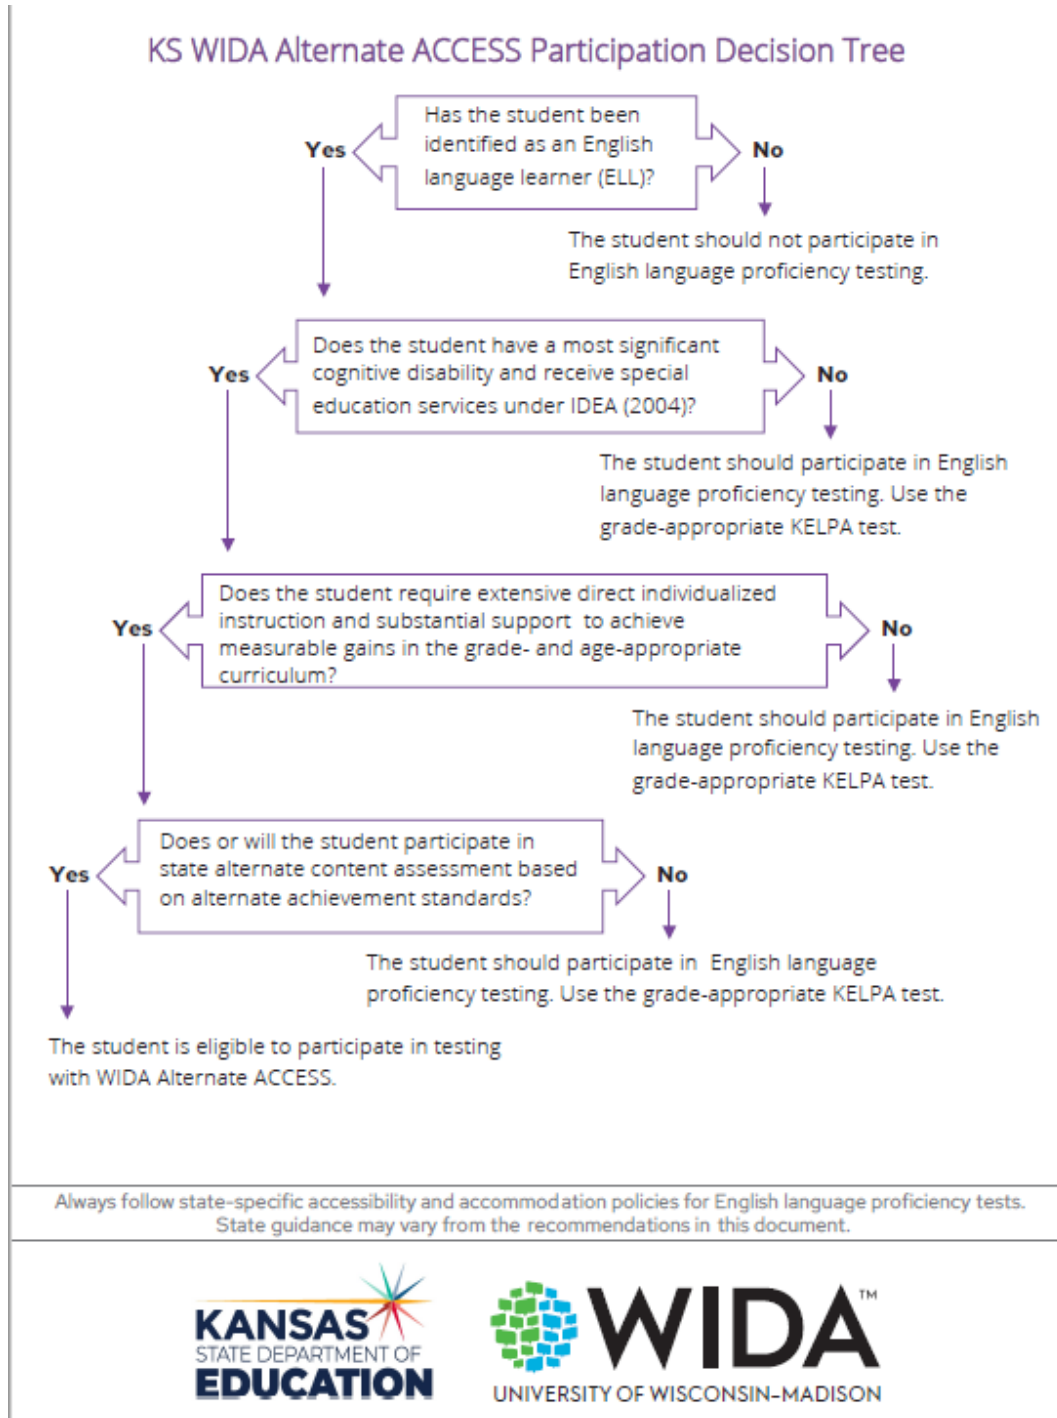 KS WIDA Alternate ACCESS Participation Decision Tree
Has the student been
identified as an English
language learner (ELL)?
Yes
No
The student should not participate in
English language proficiency testing.
Does the student have a most significant
cognitive disability and receive special
education services under IDEA (2004)?
Yes
No
The student should participate in English
language proficiency testing. Use the
grade-appropriate KELPA test.
Does the student require extensive direct individualized
instruction and substantial support to achieve
measurable gains in the grade- and age-appropriate
curriculum?
Yes
No
The student should participate in English
language proficiency testing. Use the
grade-appropriate KELPA test.
Does or will the student participate in
state alternate content assessment based
on alternate achievement standards?
Yes
No
The student should participate in English language
proficiency testing. Use the grade-appropriate KELPA test.
The student is eligible to participate in testing
with WIDA Alternate ACCESS.
Always follow state-specific accessibility and accommodation policies for English language proficiency tests.
State guidance may vary from the recommendations in this document.
KANSAS
STATE DEPARTMENT OF
EDUCATION
WIDA™
UNIVERSITY OF WISCONSIN–MADISON